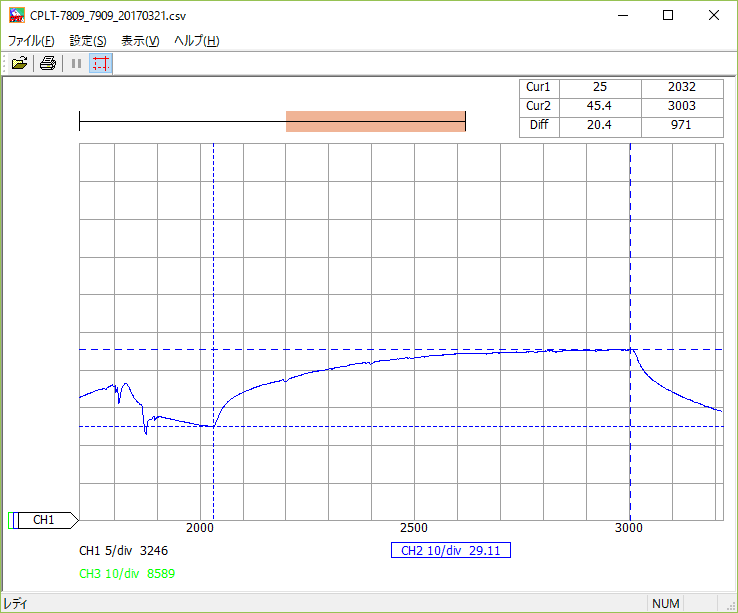 CPLT-7809_7909_20170321.csv
ファイル(F) 設定(S) 表示(V) ヘルプ(H)
Cur1 25 2032
Cur2 45.4 3003
Diff 20.4 971
CH1
2000 2500 3000
CH1 5/div 3246 CH2 10/div 29.11
CH3 10/div 8589
レディ NUM